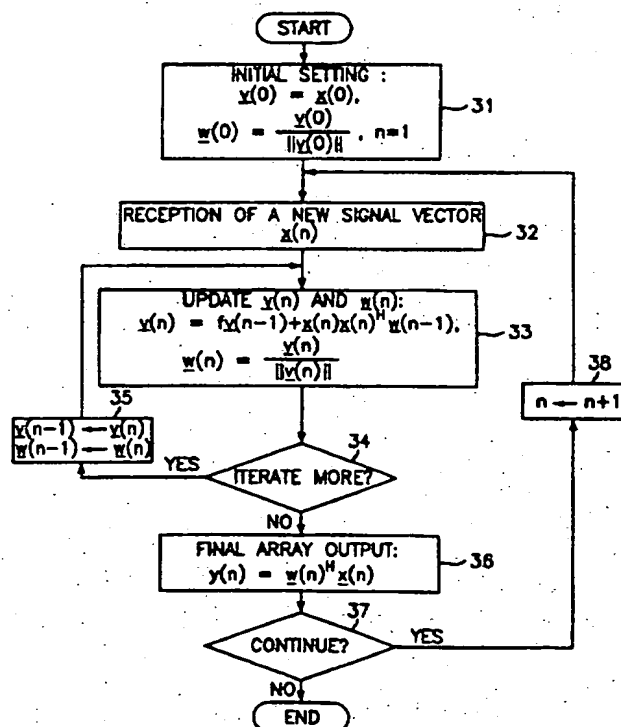 START
INITIAL SETTING :
v(0) = x(0),
w(0) = v(0) / ||v(0)|| , n=1
31
RECEPTION OF A NEW SIGNAL VECTOR
x(n)
32
UPDATE v(n) AND w(n):
v(n) = fv(n-1)+x(n)x(n)^H w(n-1),
w(n) = v(n) / ||v(n)||
33
38
n ← n+1
35
v(n-1) ← v(n)
w(n-1) ← w(n)
34
YES
ITERATE MORE?
NO
FINAL ARRAY OUTPUT:
y(n) = w(n)^H x(n)
36
37
CONTINUE?
YES
NO
END